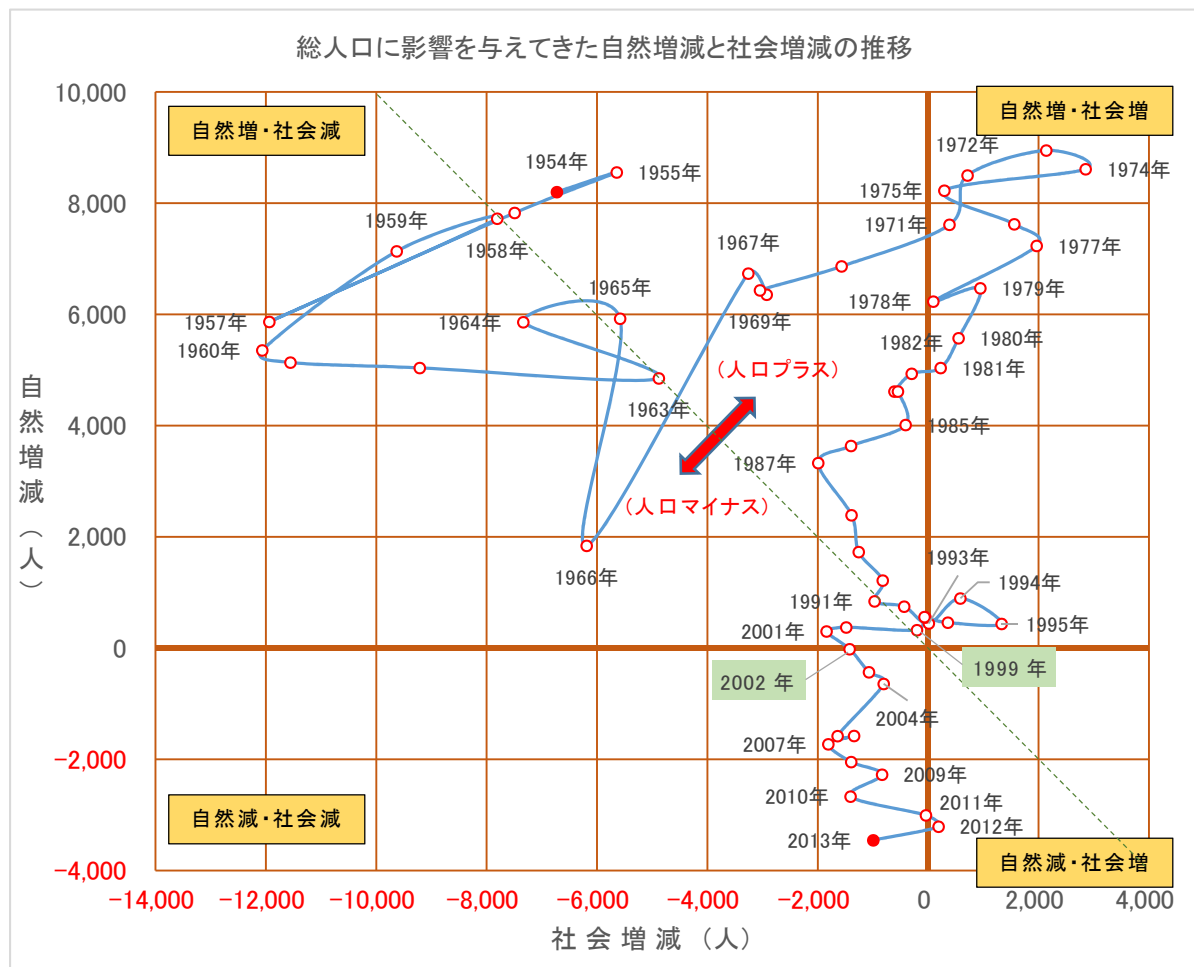 総人口に影響を与えてきた自然増減と社会増減の推移
10,000
8,000
6,000
4,000
2,000
0
−2,000
−4,000
自然増減（人）
自然増・社会減
自然増・社会増
1954年
1955年
1972年
1974年
1975年
1959年
1958年
1971年
1967年
1977年
1965年
1964年
1957年
1960年
1969年
1978年
1979年
1982年
1980年
1981年
（人口プラス）
1963年
1985年
1987年
（人口マイナス）
1966年
1993年
1994年
1991年
1995年
2001年
1999 年
2002 年
2004年
2007年
2009年
2010年
2011年
2012年
2013年
自然減・社会減
自然減・社会増
−14,000
−12,000
−10,000
−8,000
−6,000
−4,000
−2,000
0
2,000
4,000
社会増減（人）